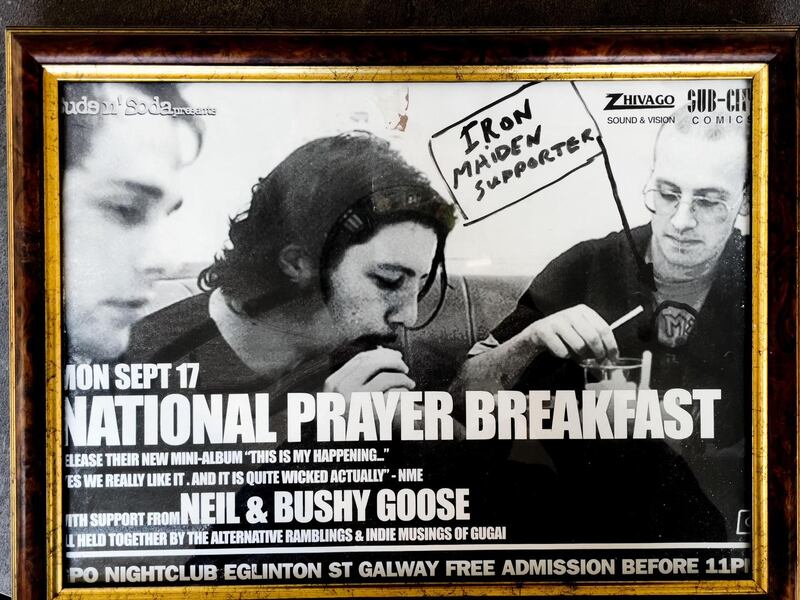 uds n' Soda presents
ZHIVAGO
SOUND & VISION
SUB-CIT
COMICS
IRON
MAIDEN
SUPPORTER
MON SEPT 17
NATIONAL PRAYER BREAKFAST
ELEASE THEIR NEW MINI-ALBUM "THIS IS MY HAPPENING..."
ES WE REALLY LIKE IT . AND IT IS QUITE WICKED ACTUALLY" - NME
ITH SUPPORT FROM NEIL & BUSHY GOOSE
LL HELD TOGETHER BY THE ALTERNATIVE RAMBLINGS & INDIE MUSINGS OF GUGAI
PO NIGHTCLUB EGLINTON ST GALWAY FREE ADMISSION BEFORE 11P